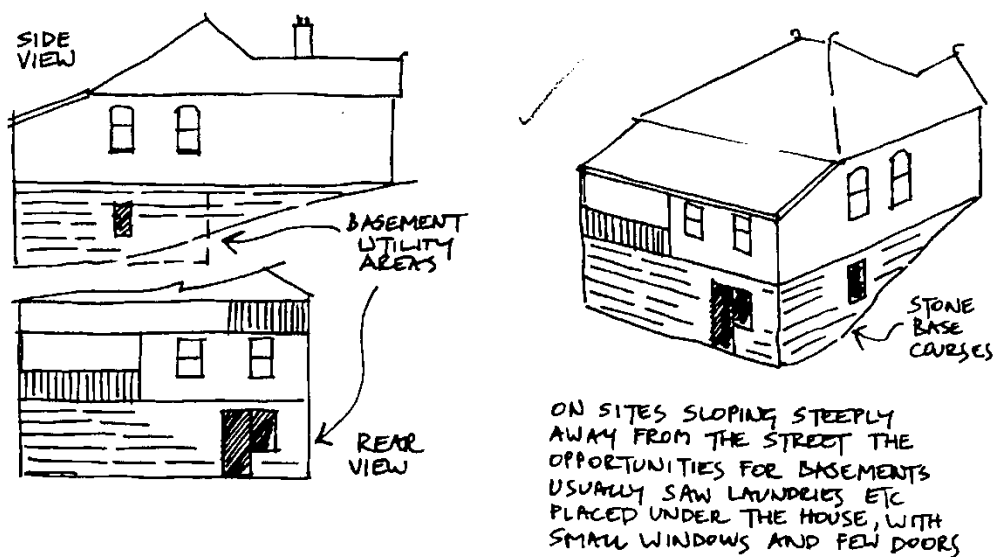 SIDE
VIEW
BASEMENT
UTILITY
AREAS
REAR
VIEW
STONE
BASE
COURSES
ON SITES SLOPING STEEPLY
AWAY FROM THE STREET THE
OPPORTUNITIES FOR BASEMENTS
USUALLY SAW LAUNDRIES ETC
PLACED UNDER THE HOUSE, WITH
SMALL WINDOWS AND FEW DOORS